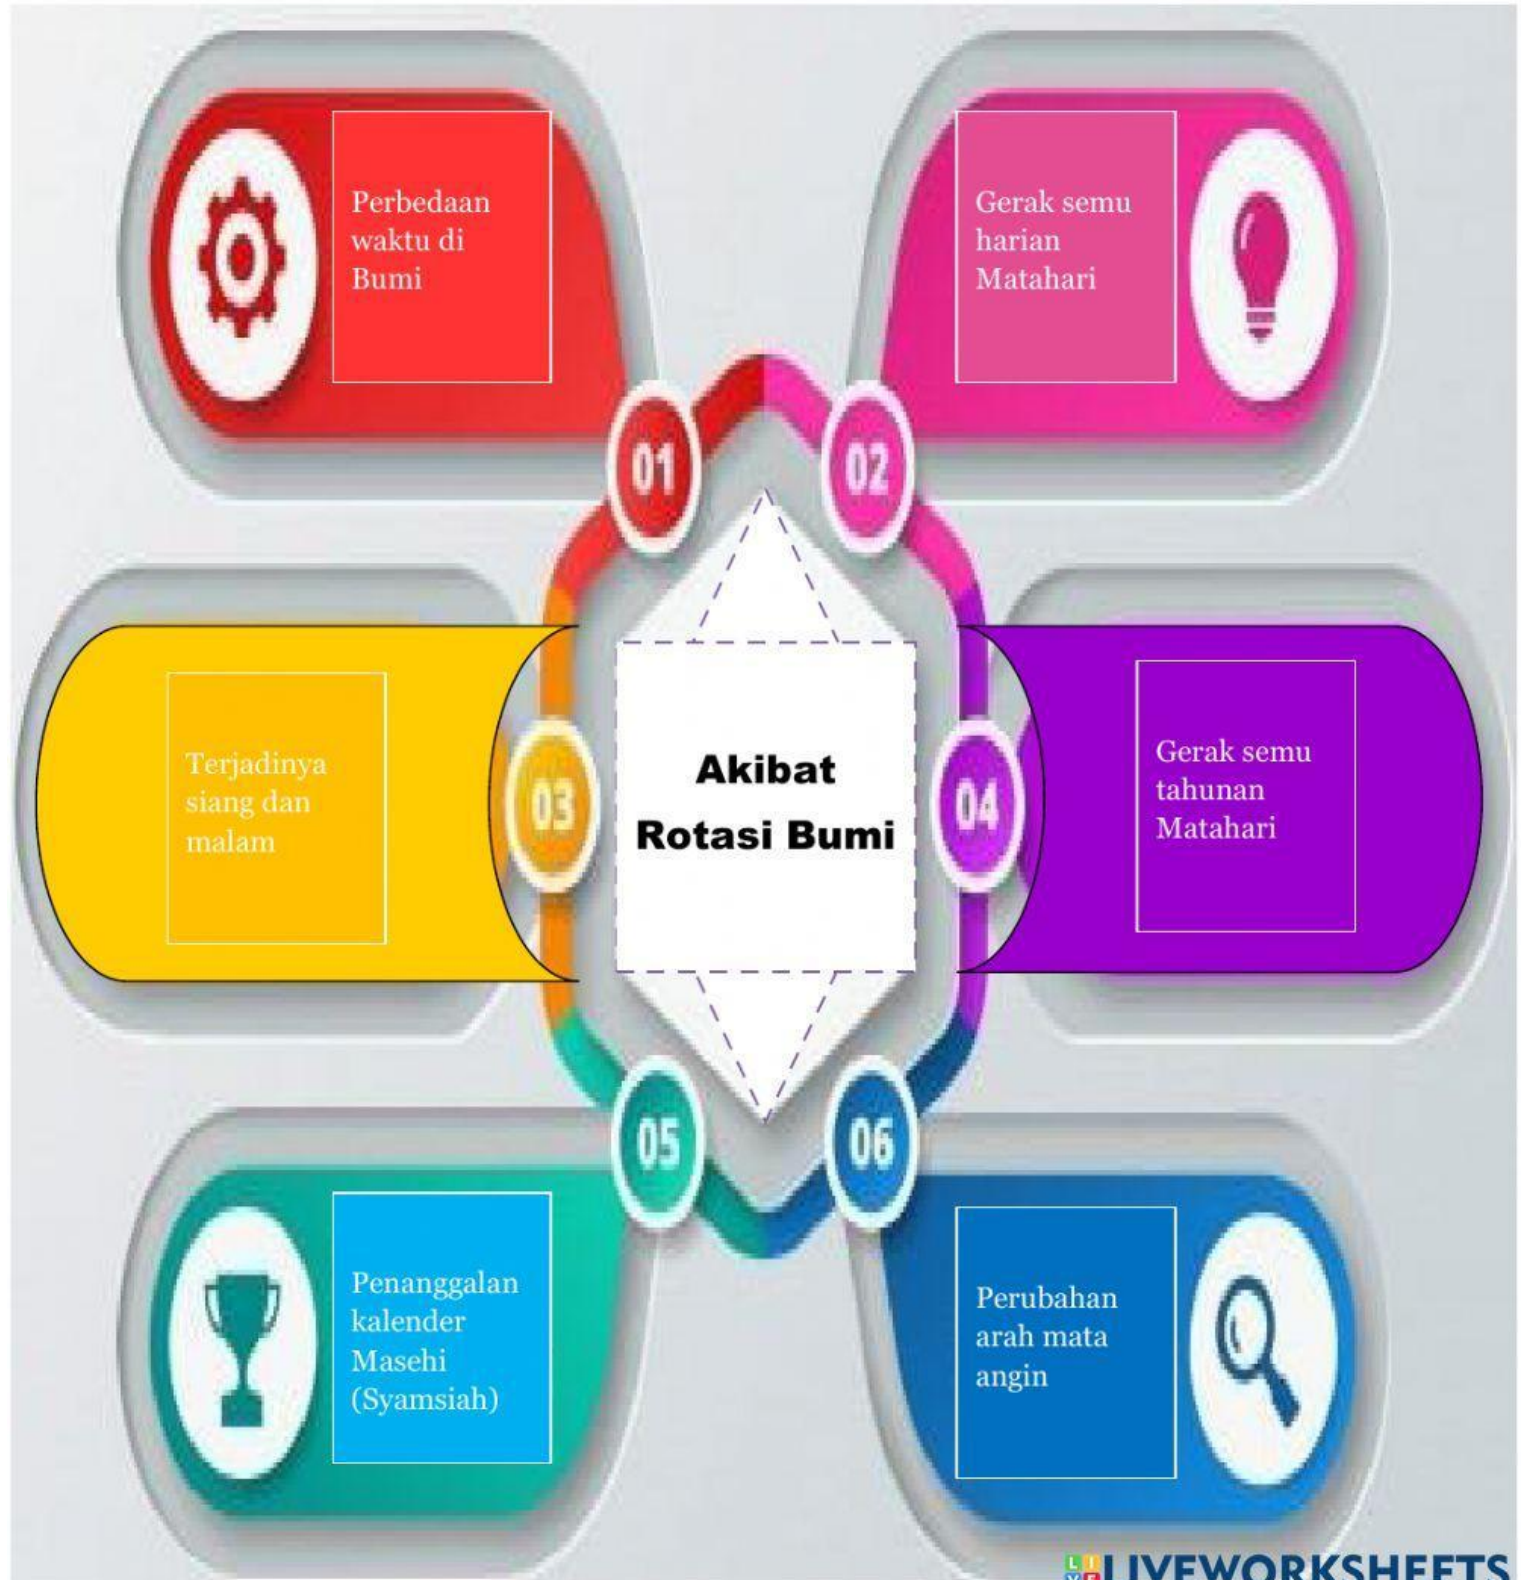 Perbedaan
waktu di
Bumi
Gerak semu
harian
Matahari
01
02
Terjadinya
siang dan
malam
03
Akibat
Rotasi Bumi
04
Gerak semu
tahunan
Matahari
05
06
Penanggalan
kalender
Masehi
(Syamsiah)
Perubahan
arah mata
angin
LIVEWORKSHEETS